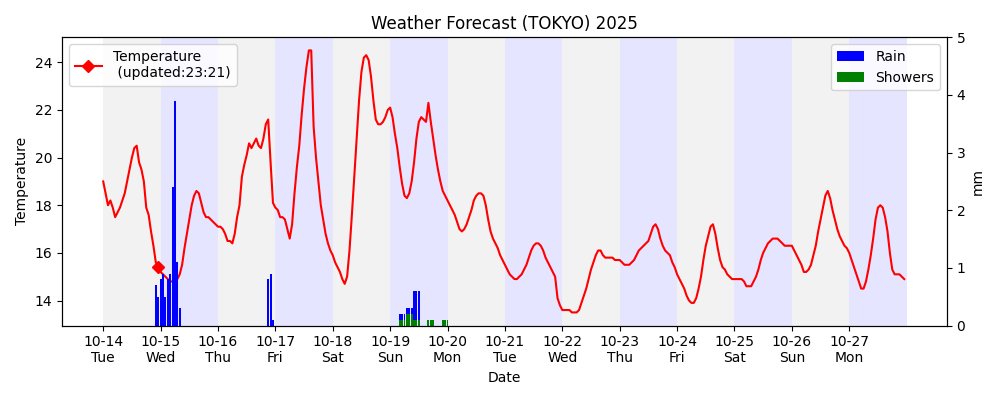 Weather Forecast (TOKYO) 2025
Temperature
(updated:23:21)
Rain
Showers
24
22
20
18
16
14
Temperature
5
4
3
2
1
0
mm
10-14 10-15 10-16 10-17 10-18 10-19 10-20 10-21 10-22 10-23 10-24 10-25 10-26 10-27
Tue Wed Thu Fri Sat Sun Mon Tue Wed Thu Fri Sat Sun Mon
Date